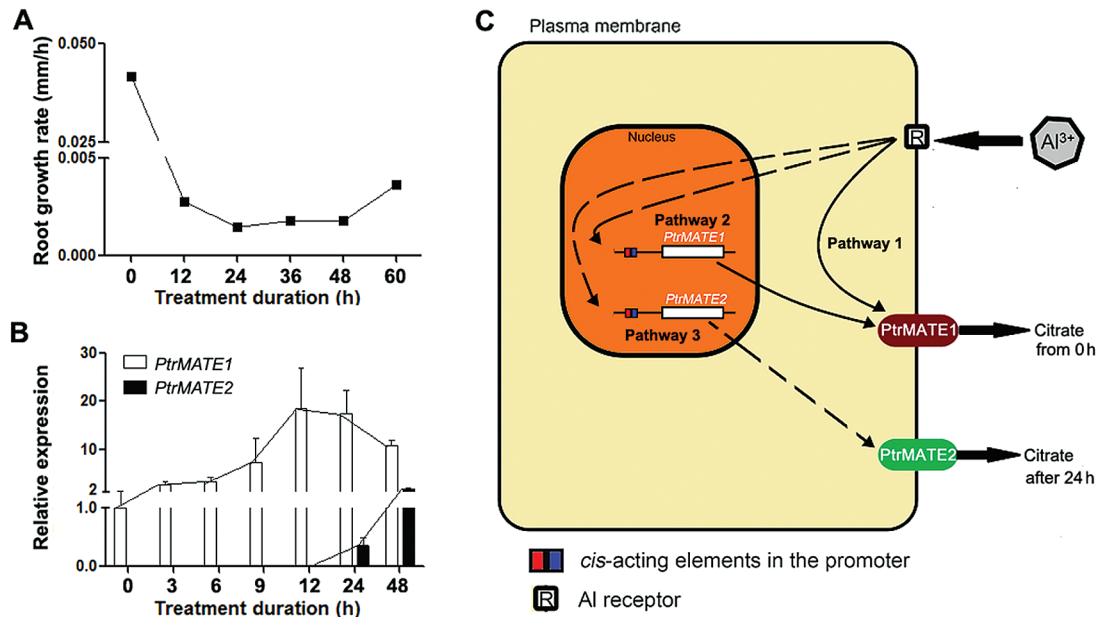 A
Root growth rate (mm/h)
0.050
0.025
0.005
0.000
0 12 24 36 48 60
Treatment duration (h)
B
Relative expression
30
20
10
2
1.0
0.0
PtrMATE1
PtrMATE2
0 3 6 9 12 24 48
Treatment duration (h)
C
Plasma membrane
Nucleus
R
Al3+
Pathway 2
PtrMATE1
Pathway 1
PtrMATE2
Pathway 3
PtrMATE1
Citrate
from 0 h
PtrMATE2
Citrate
after 24 h
cis-acting elements in the promoter
R
Al receptor